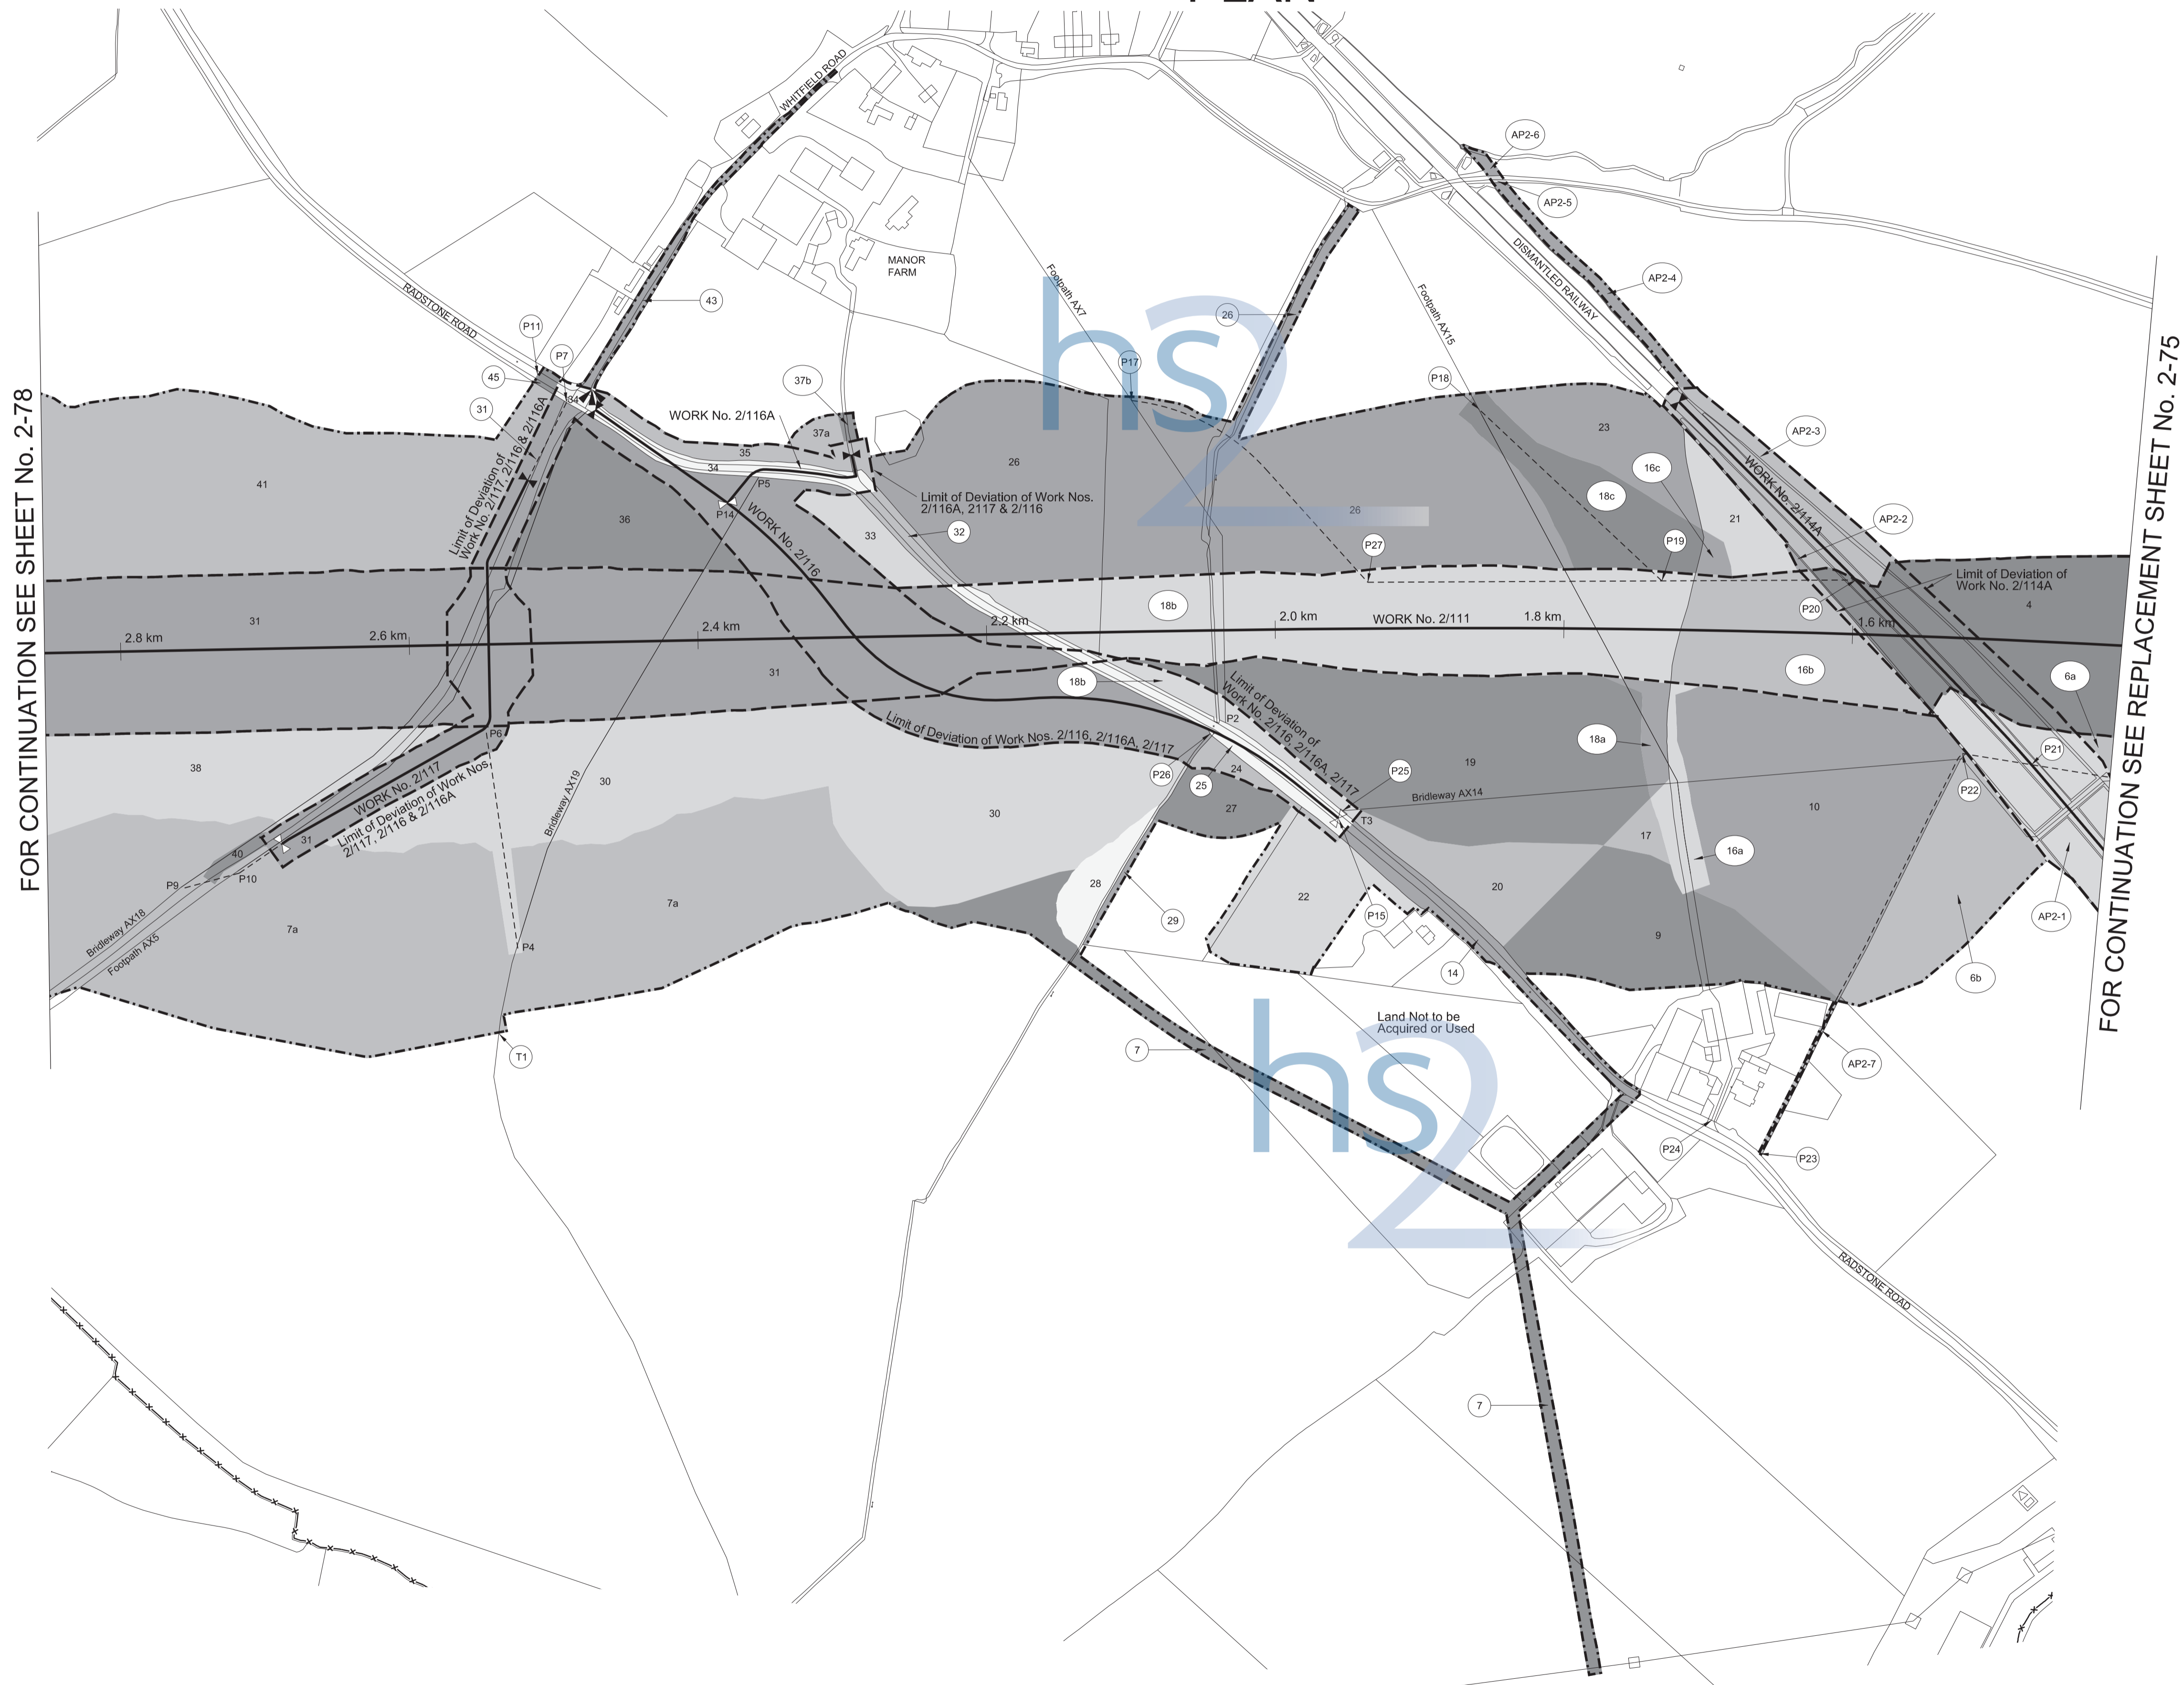 FOR CONTINUATION SEE SHEET No. 2-78
FOR CONTINUATION SEE REPLACEMENT SHEET No. 2-75
WHITFIELD ROAD
RADSTONE ROAD
MANOR
FARM
Footpath AX7
Footpath AX15
DISMANTLED RAILWAY
AP2-6
AP2-5
AP2-4
43
26
hs2
P11
P7
45
31
34
37b
37a
WORK No. 2/116A
35
34
P17
P18
23
16c
18c
AP2-3
WORK No. 2/114A
AP2-2
21
41
Limit of Deviation of
Work No. 2/117, 2/116 & 2/116A
36
P5
P14
WORK No. 2/116
33
32
Limit of Deviation of Work Nos.
2/116A, 2117 & 2/116
26
26
P27
P19
P20
Limit of Deviation of
Work No. 2/114A
4
31
2.8 km
2.6 km
2.4 km
2.2 km
2.0 km
WORK No. 2/111
1.8 km
1.6 km
18b
16b
6a
31
18b
Limit of Deviation of
Work No. 2/116, 2/116A, 2/117
Limit of Deviation of Work Nos. 2/116, 2/116A, 2/117
P2
18a
P21
P6
38
WORK No. 2/117
Limit of Deviation of Work Nos
2/117, 2/116 & 2/116A
30
Bridleway AX19
30
P26
25
24
27
P25
T3
19
Bridleway AX14
P22
10
17
16a
40
31
P9
P10
28
29
22
20
P15
14
9
6b
AP2-1
7a
7a
P4
Bridleway AX18
Footpath AX5
T1
7
Land Not to be
Acquired or Used
hs2
AP2-7
P24
P23
RADSTONE ROAD
7